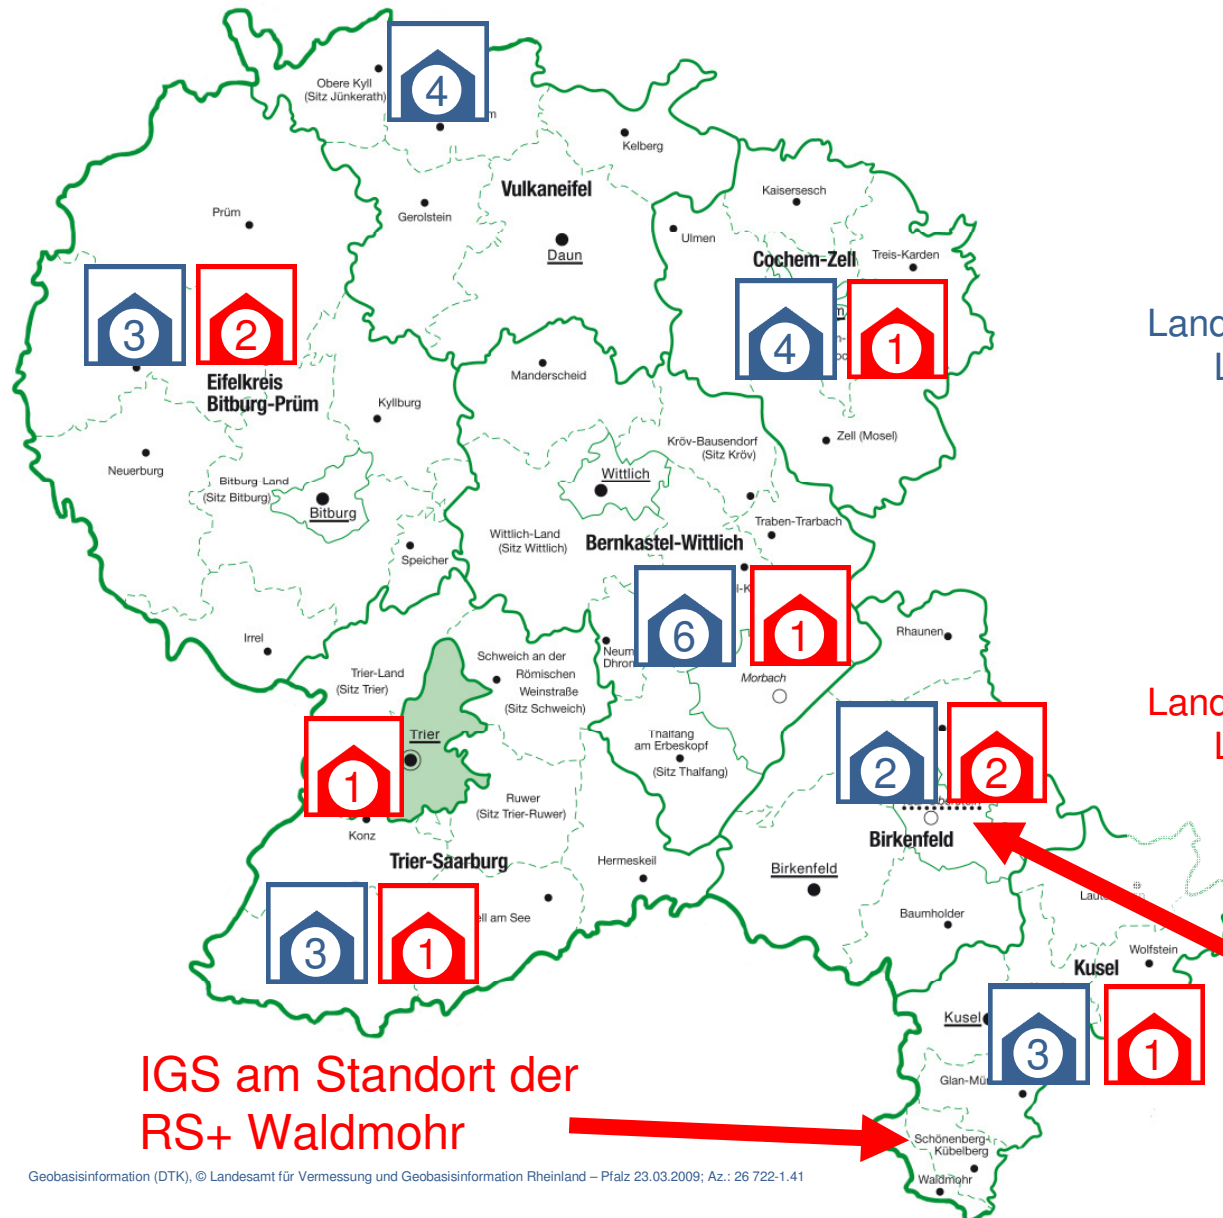 Obere Kyll
(Sitz Jünkerath)
4
Kelberg
Vulkaneifel
Kaisersesch
Prüm
Gerolstein
Ulmen
Daun
Cochem-Zell
Treis-Karden
3
2
4
1
Eifelkreis
Bitburg-Prüm
Manderscheid
Kyllburg
Kröv-Bausendorf
(Sitz Kröv)
Zell (Mosel)
Neuerburg
Bitburg-Land
(Sitz Bitburg)
Bitburg
Wittlich
Wittlich-Land
(Sitz Wittlich)
Bernkastel-Wittlich
Traben-Trarbach
Speicher
6
1
Irrel
Rhaunen
Trier-Land
(Sitz Trier)
Schweich an der
Römischen
Weinstraße
(Sitz Schweich)
Morbach
Trier
1
Thalfang
am Erbeskopf
(Sitz Thalfang)
2
2
Ruwer
(Sitz Trier-Ruwer)
Konz
Birkenfeld
Trier-Saarburg
Hermeskeil
Birkenfeld
Baumholder
3
1
ell am See
Wolfstein
Kusel
Kusel
3
1
IGS am Standort der
RS+ Waldmohr
Glan-Mü
Schönenberg-
Kübelberg
Waldmohr
Geobasisinformation (DTK), © Landesamt für Vermessung und Geobasisinformation Rheinland – Pfalz 23.03.2009; Az.: 26 722-1.41